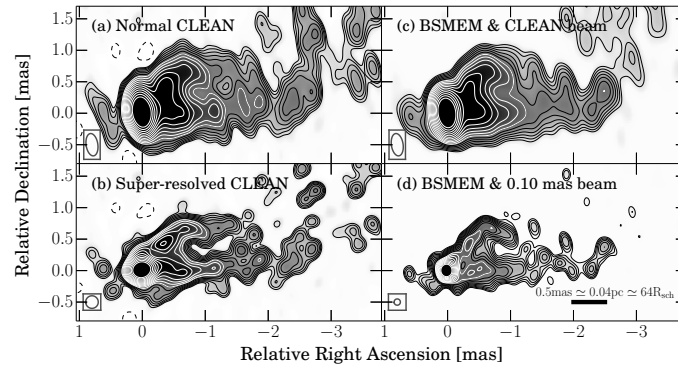 (a) Normal CLEAN
(c) BSMEM & CLEAN beam
1.5
1.0
0.5
0.0
−0.5
(b) Super-resolved CLEAN
(d) BSMEM & 0.10 mas beam
1.5
1.0
0.5
0.0
−0.5
0.5mas ≃ 0.04pc ≃ 64R_sch
1 0 −1 −2 −3 1 0 −1 −2 −3
Relative Declination [mas]
Relative Right Ascension [mas]